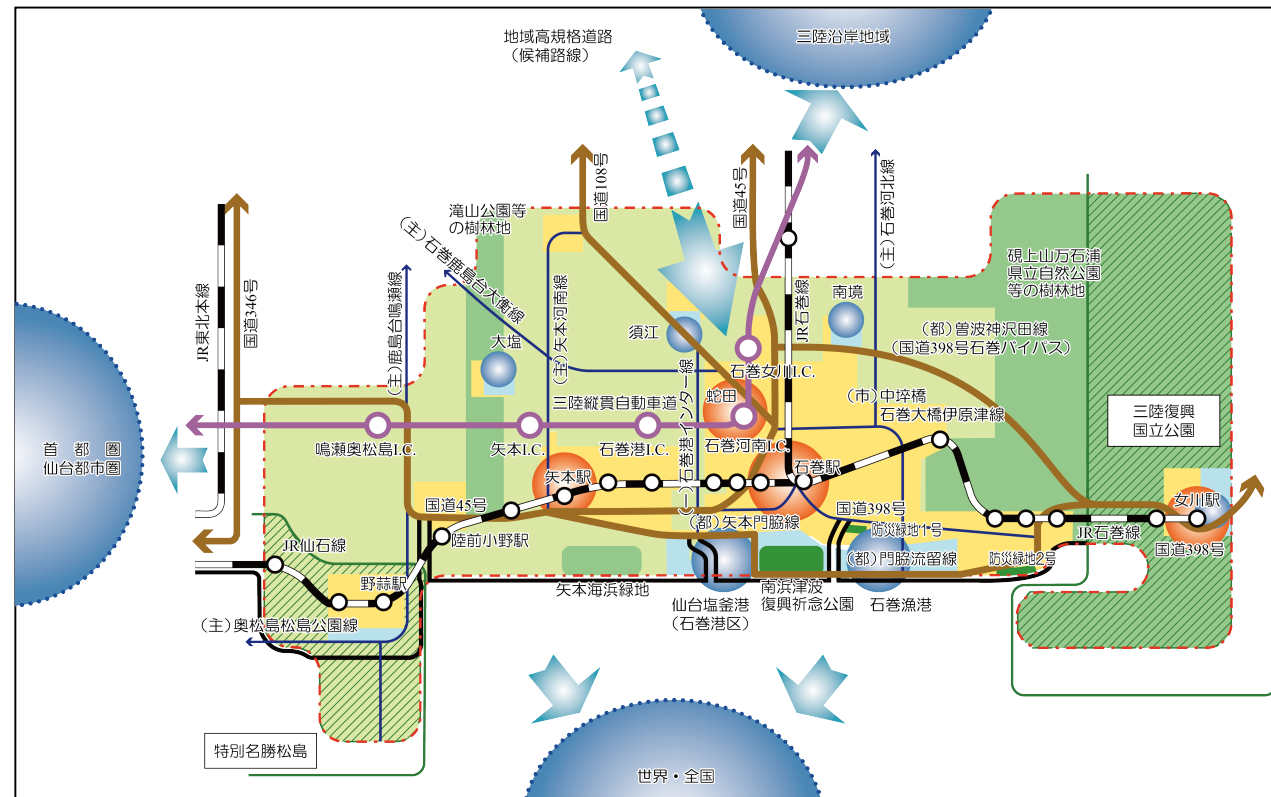 地域高規格道路
（候補路線）
三陸沿岸地域
国道108号
国道45号
（主）石巻河北線
滝山公園等
の樹林地
（主）石巻鹿島台大衡線
JR東北本線
国道346号
（主）鹿島台鳴瀬線
（主）矢本河南線
大塩
須江
JR石巻線
南境
硯上山万石浦
県立自然公園
等の樹林地
（都）曽波神沢田線
（国道398号石巻バイパス）
石巻女川I.C.
蛇田
（市）中埣橋
石巻大橋伊原津線
三陸縦貫自動車道
（一）石巻港インター線
三陸復興
国立公園
首都圏
仙台都市圏
鳴瀬奥松島I.C.
矢本I.C.
石巻港I.C.
石巻河南I.C.
矢本駅
石巻駅
国道45号
国道398号
女川駅
（都）矢本門脇線
防災緑地1号
JR石巻線
国道398号
陸前小野駅
JR仙石線
（都）門脇流留線
防災緑地2号
野蒜駅
矢本海浜緑地
仙台塩釜港
（石巻港区）
南浜津波
復興祈念公園
石巻漁港
（主）奥松島松島公園線
特別名勝松島
世界・全国